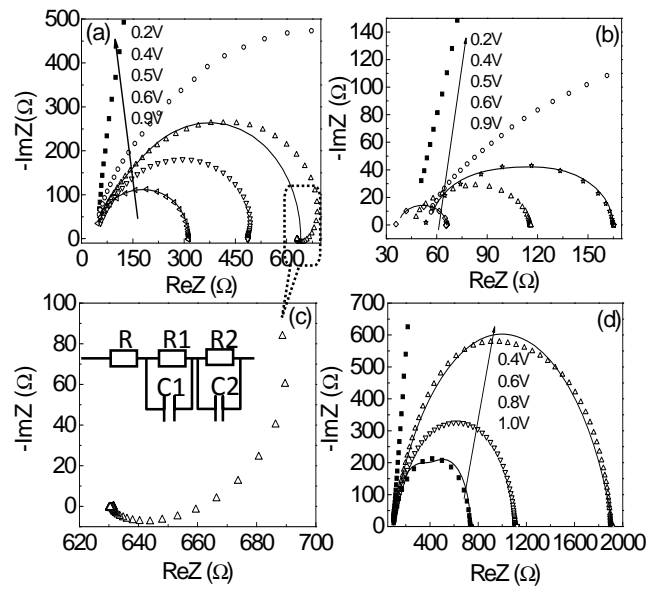 (a)
500
400
300
200
100
0
-ImZ(Ω)
0.2V
0.4V
0.5V
0.6V
0.9V
0 150 300 450 600
ReZ (Ω)
(b)
140
120
100
80
60
40
20
0
-ImZ (Ω)
0.2V
0.4V
0.5V
0.6V
0.9V
30 60 90 120 150
ReZ (Ω)
(c)
100
80
60
40
20
0
-20
-ImZ (Ω)
R R1 R2
C1 C2
620 640 660 680 700
ReZ (Ω)
(d)
700
600
500
400
300
200
100
0
-ImZ (Ω)
0.4V
0.6V
0.8V
1.0V
400 800 1200 1600 2000
ReZ (Ω)